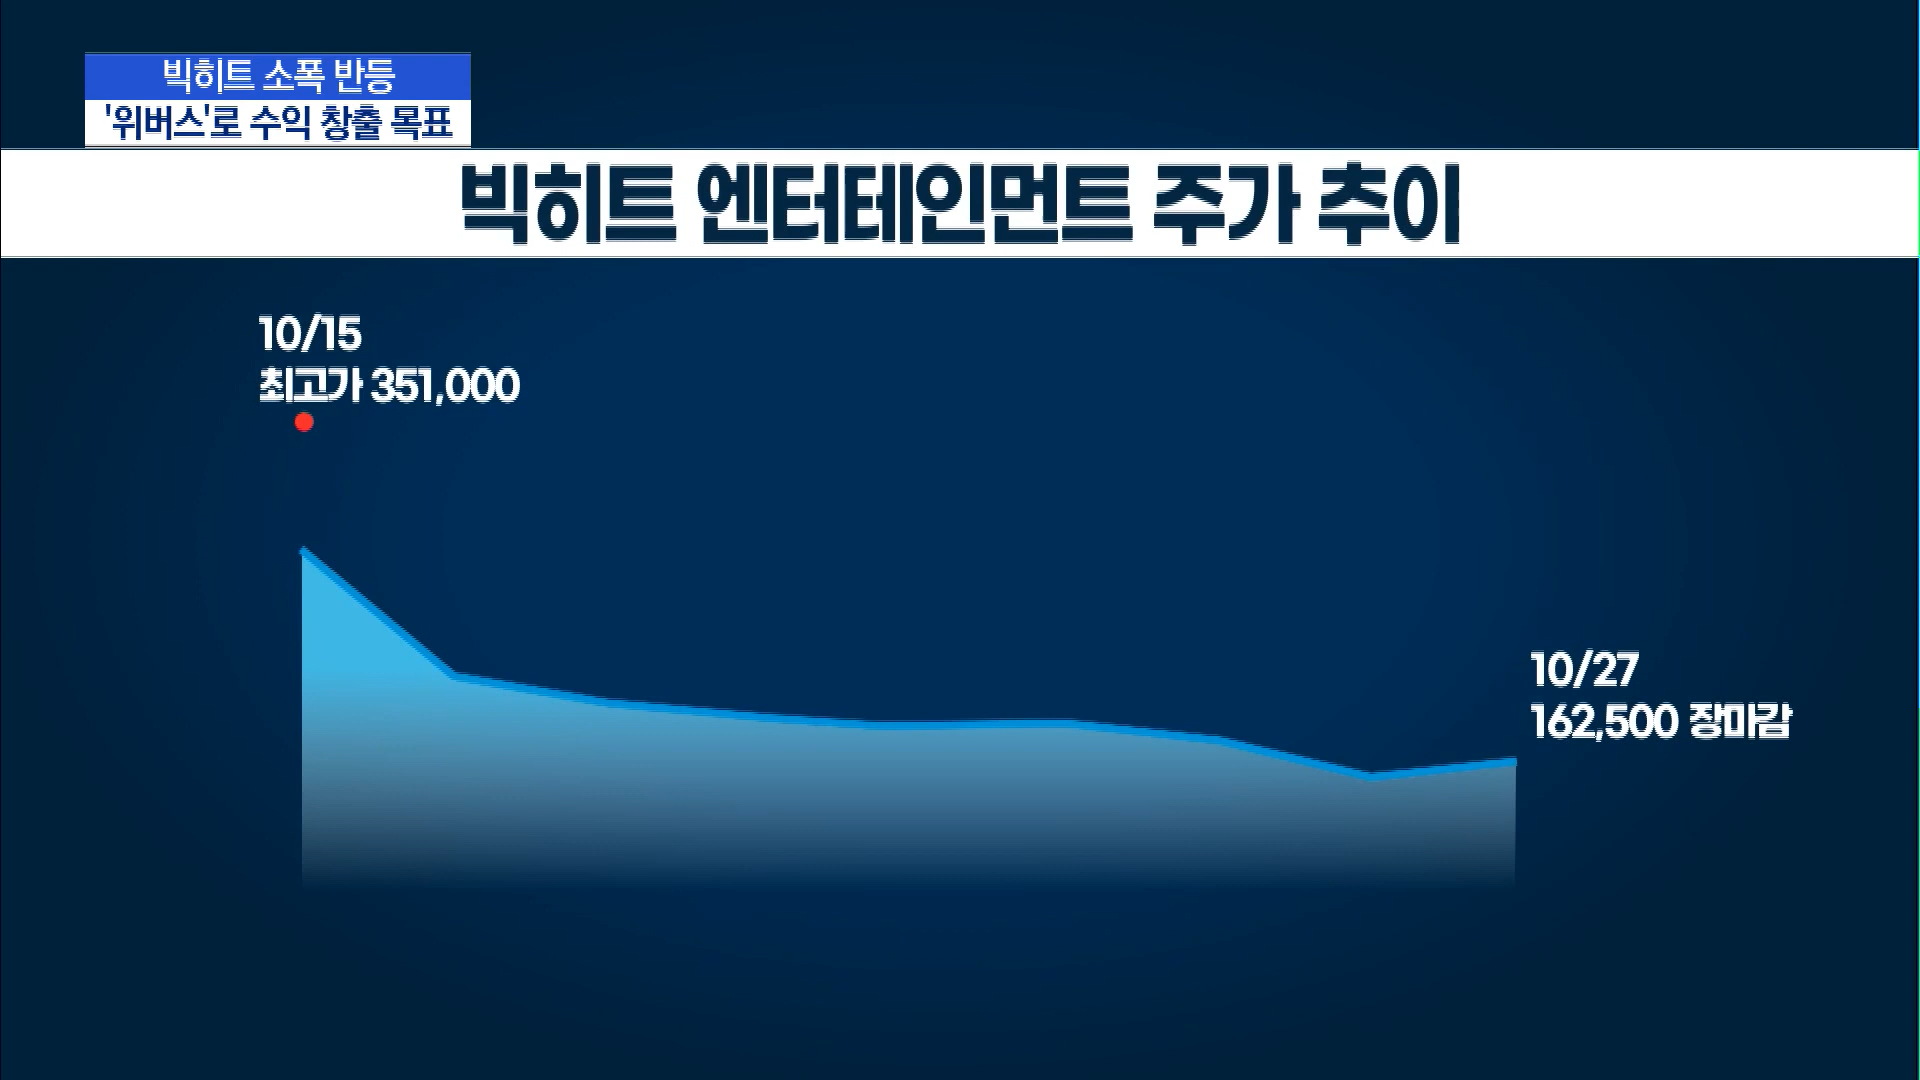 빅히트 소폭 반등
'위버스'로 수익 창출 목표
빅히트 엔터테인먼트 주가 추이
10/15
최고가 351,000
10/27
162,500 장마감